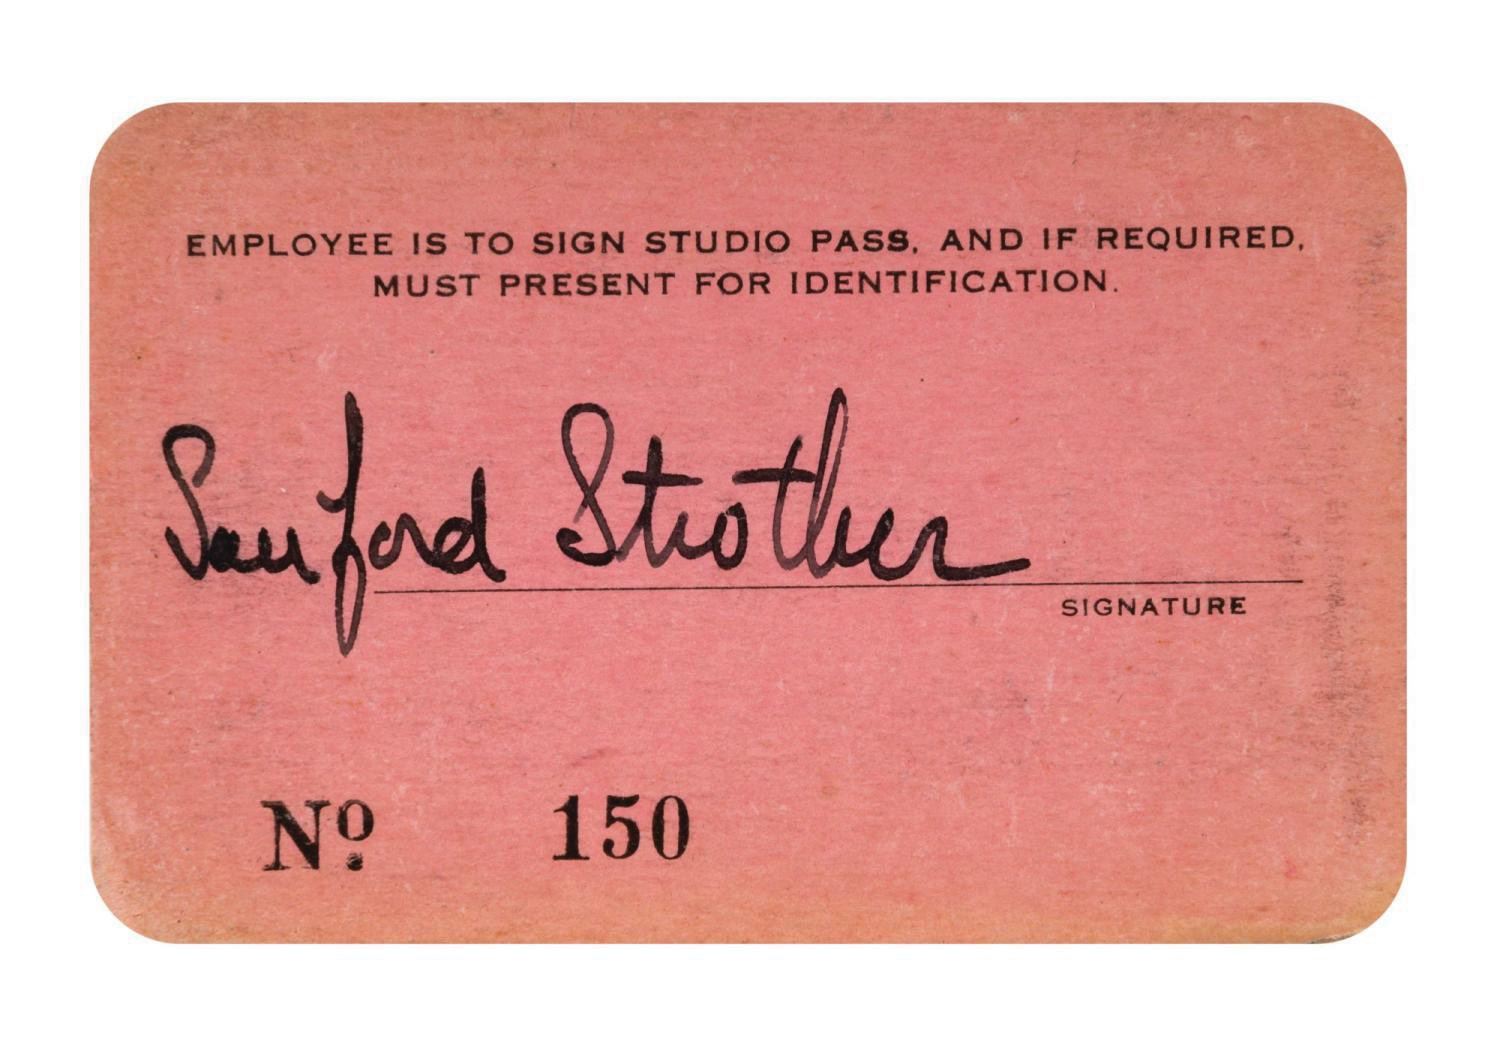 EMPLOYEE IS TO SIGN STUDIO PASS, AND IF REQUIRED,
MUST PRESENT FOR IDENTIFICATION.
Sanford Strother
SIGNATURE
Nº 150